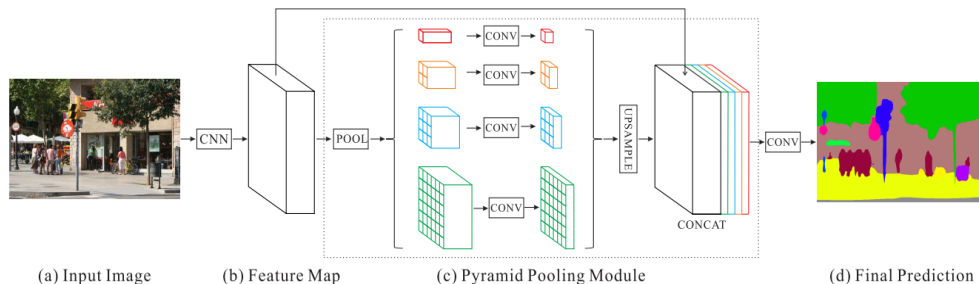 CNN
POOL
CONV
CONV
CONV
CONV
UPSAMPLE
CONCAT
CONV
(a) Input Image
(b) Feature Map
(c) Pyramid Pooling Module
(d) Final Prediction